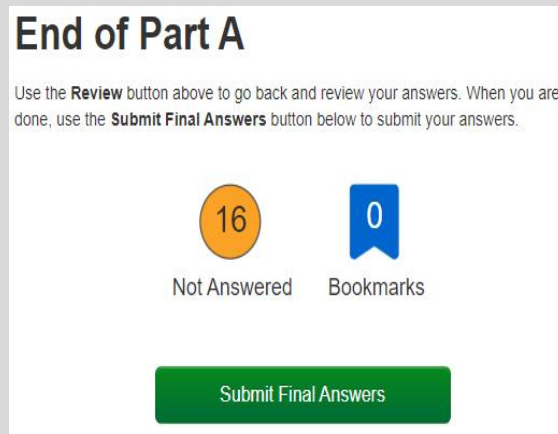 End of Part A
Use the Review button above to go back and review your answers. When you are
done, use the Submit Final Answers button below to submit your answers.
16
0
Not Answered
Bookmarks
Submit Final Answers